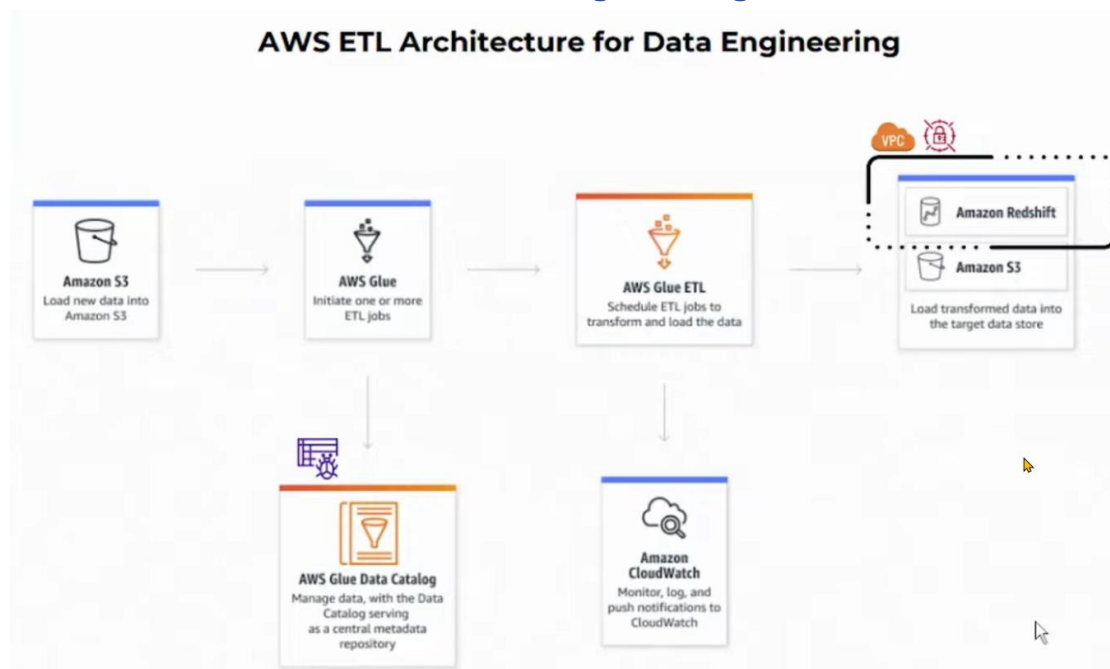 AWS ETL Architecture for Data Engineering
VPC
Amazon S3
Load new data into
Amazon S3
AWS Glue
Initiate one or more
ETL jobs
AWS Glue ETL
Schedule ETL jobs to
transform and load the data
Amazon Redshift
Amazon S3
Load transformed data into
the target data store
AWS Glue Data Catalog
Manage data, with the Data
Catalog serving
as a central metadata
repository
Amazon
CloudWatch
Monitor, log, and
push notifications to
CloudWatch